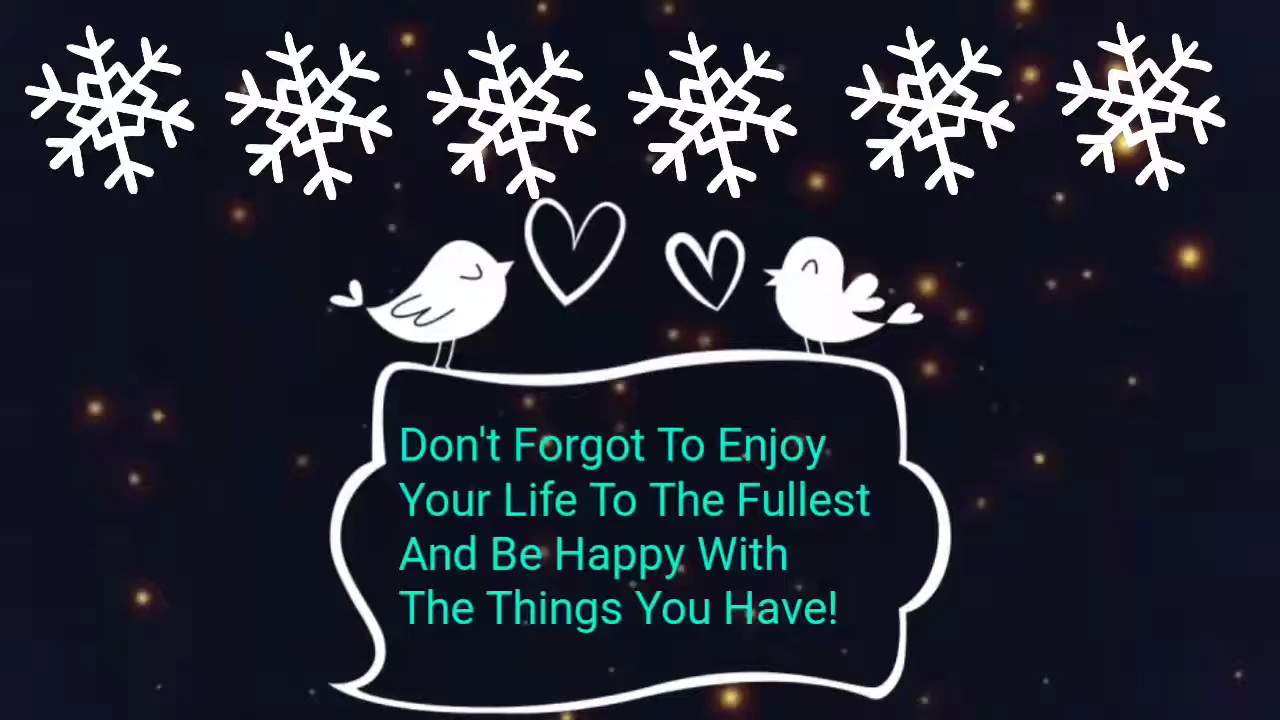 Don't Forgot To Enjoy
Your Life To The Fullest
And Be Happy With
The Things You Have!